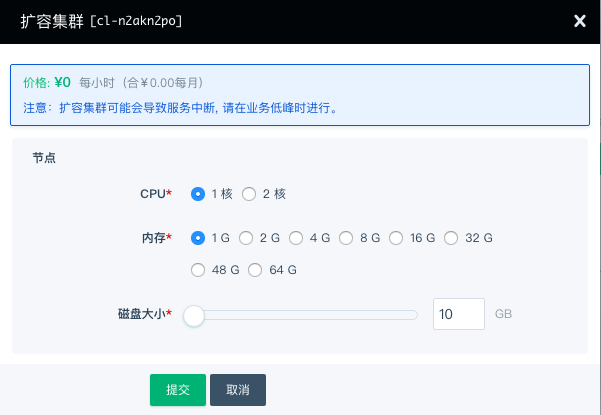 扩容集群 [cl-n2akn2po]
价格: ¥0 每小时 (合¥0.00每月)
注意：扩容集群可能会导致服务中断, 请在业务低峰时进行。
节点
CPU* 1 核 2 核
内存* 1 G 2 G 4 G 8 G 16 G 32 G
48 G 64 G
磁盘大小* 10 GB
提交 取消